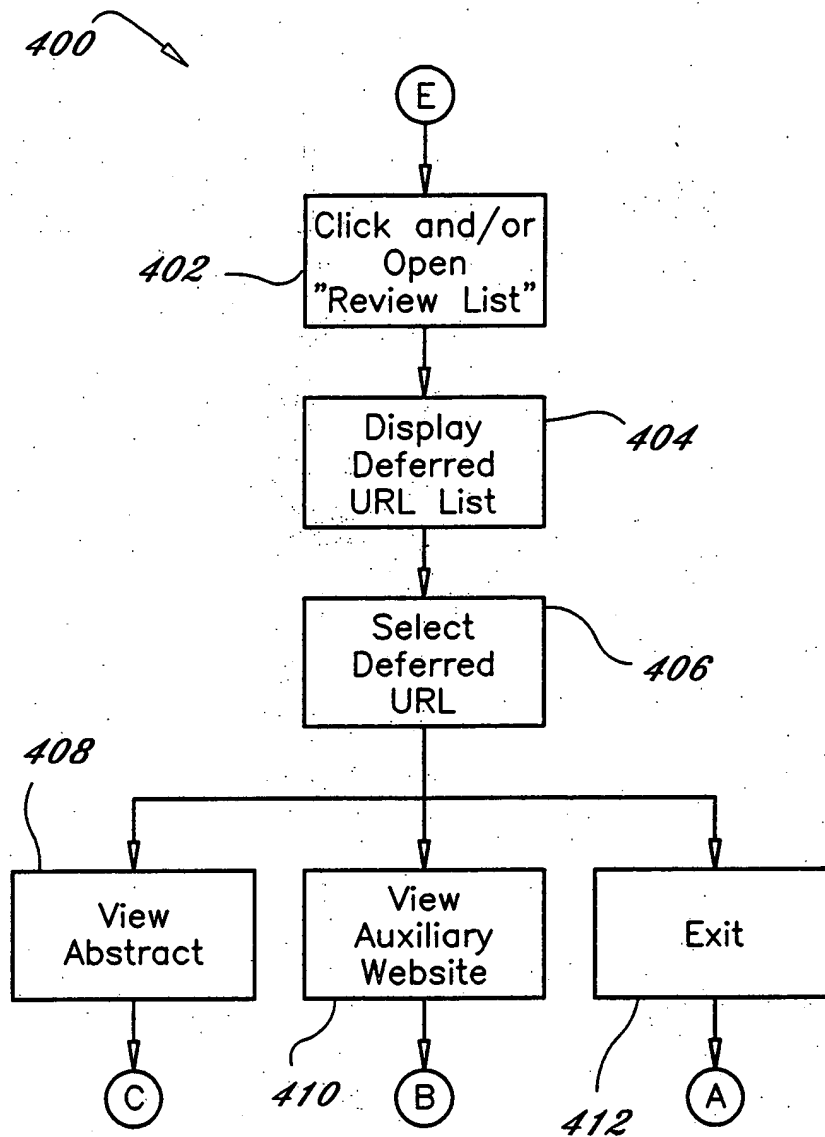 400
E
Click and/or
Open
"Review List"
402
Display
Deferred
URL List
404
Select
Deferred
URL
406
408
View
Abstract
View
Auxiliary
Website
Exit
C
410
B
412
A